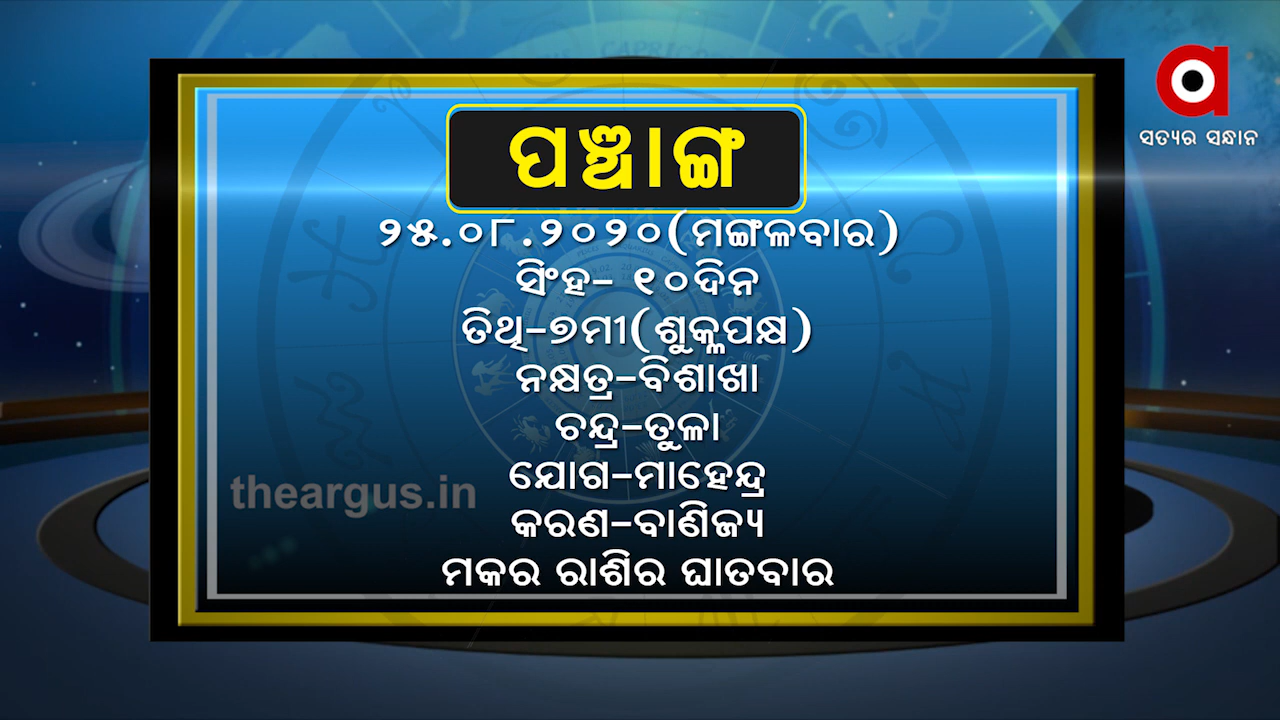 ପଞ୍ଚାଙ୍ଗ
ସତ୍ୟର ସନ୍ଧାନ
୨୫.୦୮.୨୦୨୦(ମଙ୍ଗଳବାର)
ସିଂହ- ୧୦ଦିନ
ତିଥି-୭ମୀ(ଶୁକ୍ଳପକ୍ଷ)
ନକ୍ଷତ୍ର-ବିଶାଖା
ଚନ୍ଦ୍ର-ତୁଳା
ଯୋଗ-ମାହେନ୍ଦ୍ର
theargus.in
କରଣ-ବାଣିଜ୍ୟ
ମକର ରାଶିର ଘାତବାର